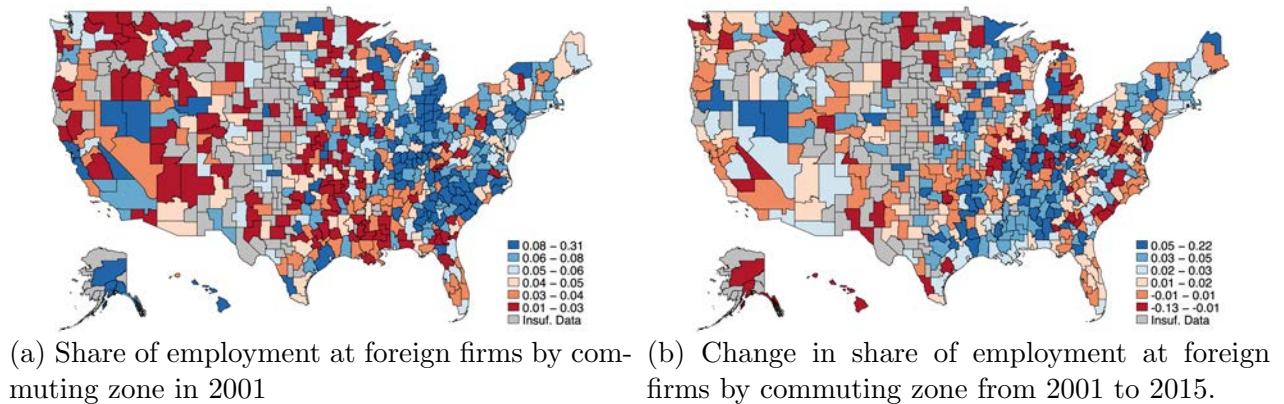 0.08 – 0.31
0.06 – 0.08
0.05 – 0.06
0.04 – 0.05
0.03 – 0.04
0.01 – 0.03
Insuf. Data
(a) Share of employment at foreign firms by com-
muting zone in 2001
0.05 – 0.22
0.03 – 0.05
0.02 – 0.03
0.01 – 0.02
-0.01 – 0.01
-0.13 – -0.01
Insuf. Data
(b) Change in share of employment at foreign
firms by commuting zone from 2001 to 2015.